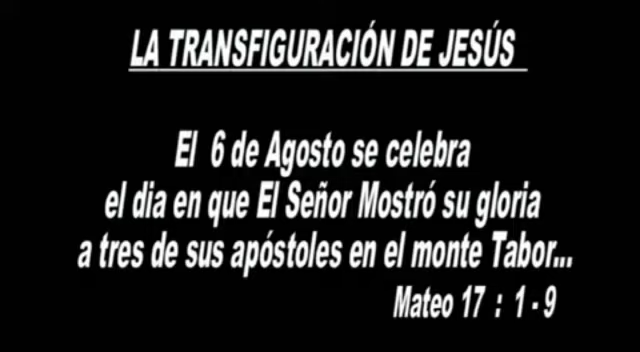 LA TRANSFIGURACIÓN DE JESÚS
El 6 de Agosto se celebra
el dia en que El Señor Mostró su gloria
a tres de sus apóstoles en el monte Tabor...
Mateo 17 : 1 - 9